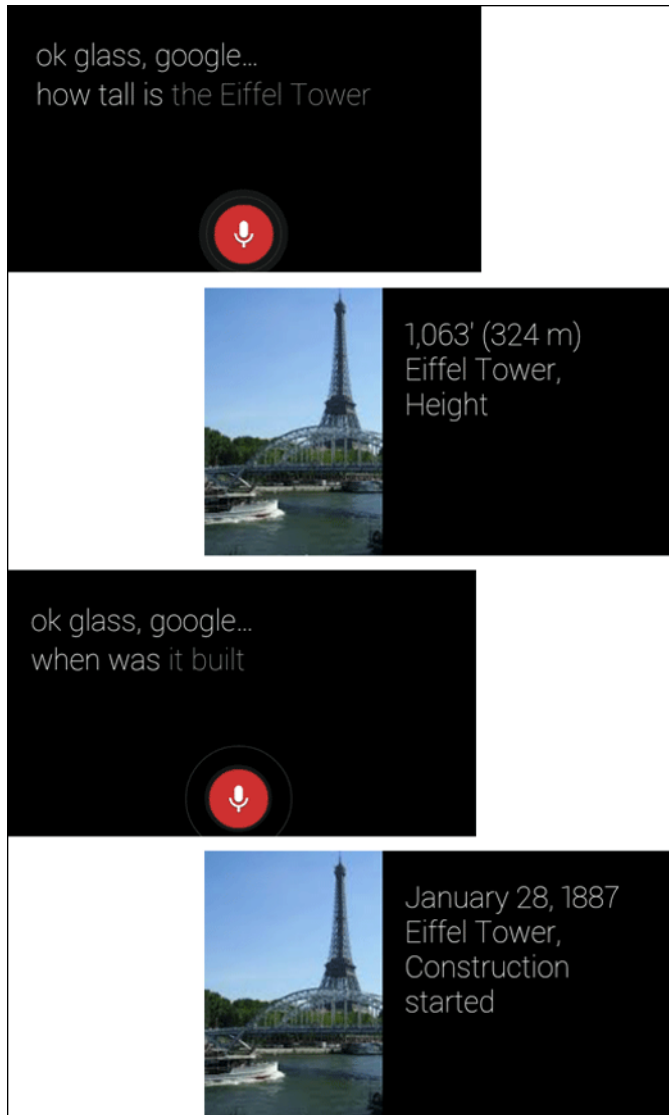 ok glass, google...
how tall is the Eiffel Tower
1,063' (324 m)
Eiffel Tower,
Height
ok glass, google...
when was it built
January 28, 1887
Eiffel Tower,
Construction
started